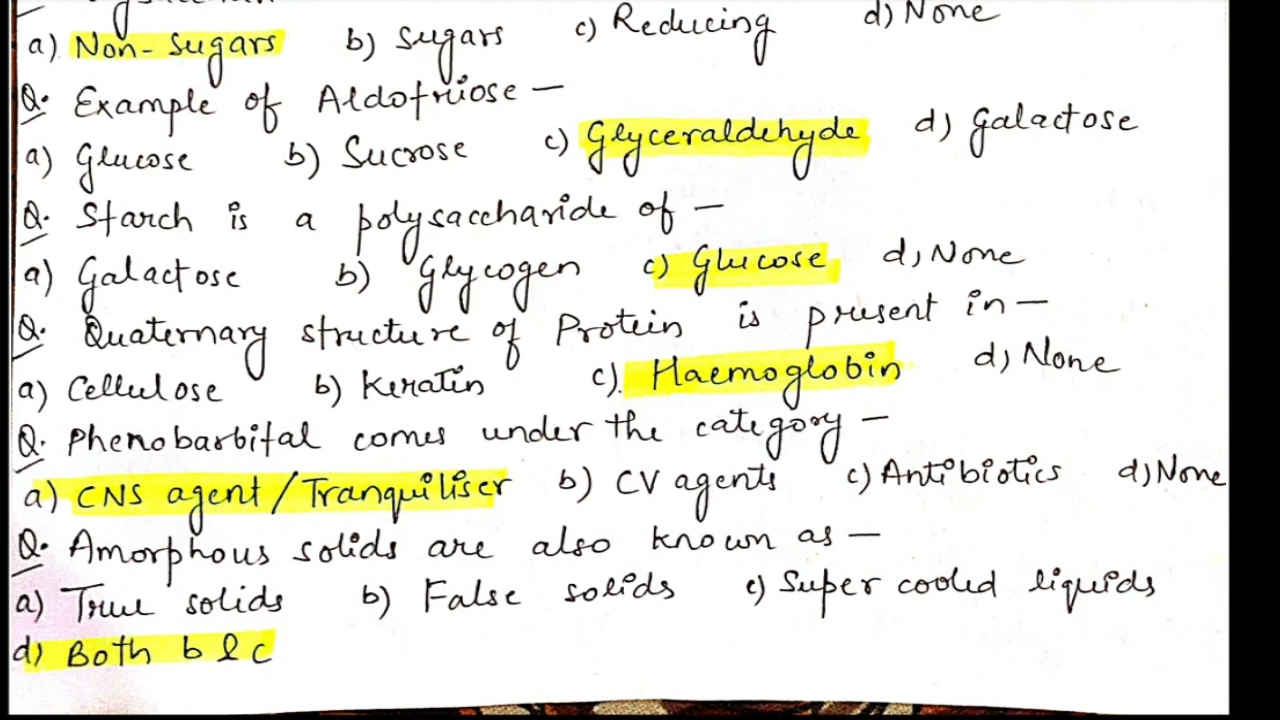 a) Non-sugars b) Sugars c) Reducing d) None
Q. Example of Aldotriose -
a) Glucose b) Sucrose c) Glyceraldehyde d) Galactose
Q. Starch is a polysaccharide of -
a) Galactose b) Glycogen c) Glucose d) None
Q. Quaternary structure of Protein is present in -
a) Cellulose b) Keratin c). Haemoglobin d) None
Q. Phenobarbital comes under the category -
a) CNS agent / Tranquiliser b) CV agents c) Antibiotics d) None
Q. Amorphous solids are also known as -
a) True solids b) False solids c) Super cooled liquids
d) Both b & c